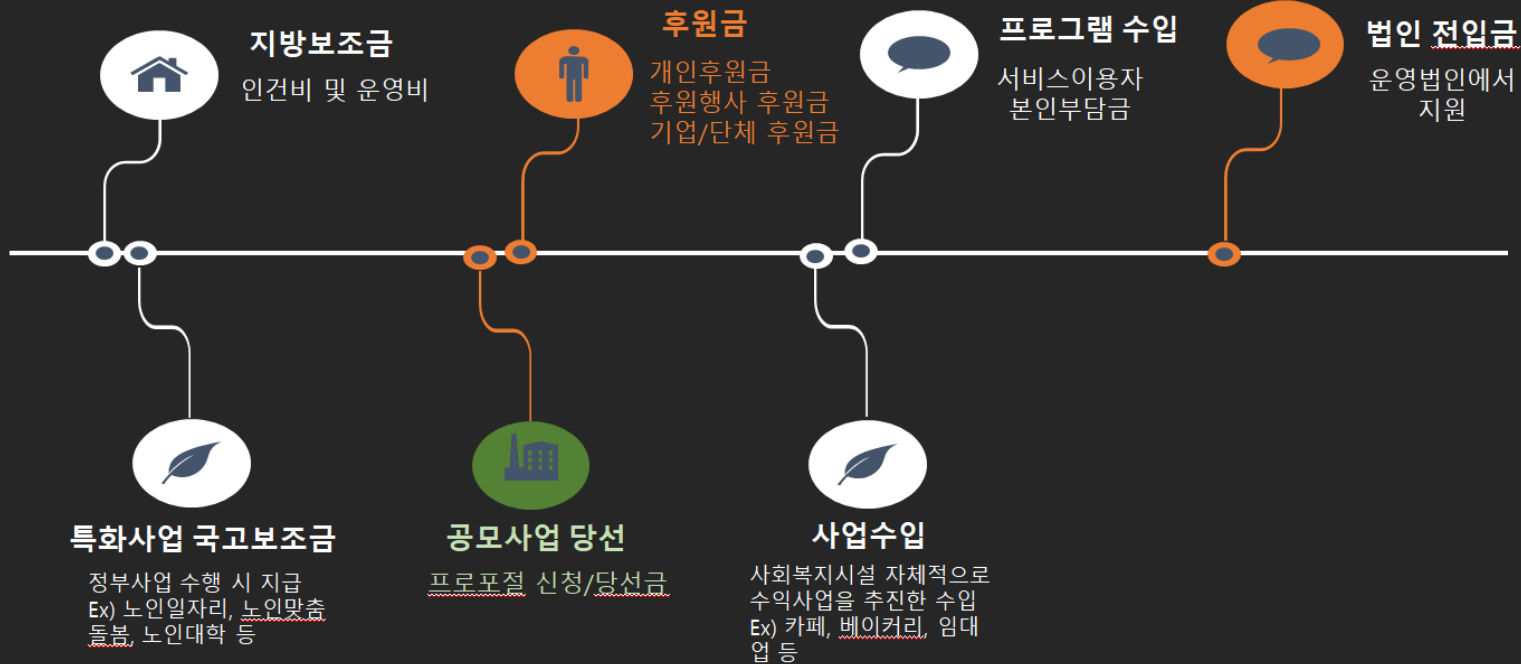 지방보조금
인건비 및 운영비
후원금
개인후원금
후원행사 후원금
기업/단체 후원금
프로그램 수입
서비스이용자
본인부담금
법인 전입금
운영법인에서
지원
특화사업 국고보조금
정부사업 수행 시 지급
Ex) 노인일자리, 노인맞춤
돌봄, 노인대학 등
공모사업 당선
프로포절 신청/당선금
사업수입
사회복지시설 자체적으로
수익사업을 추진한 수입
Ex) 카페, 베이커리, 임대
업 등